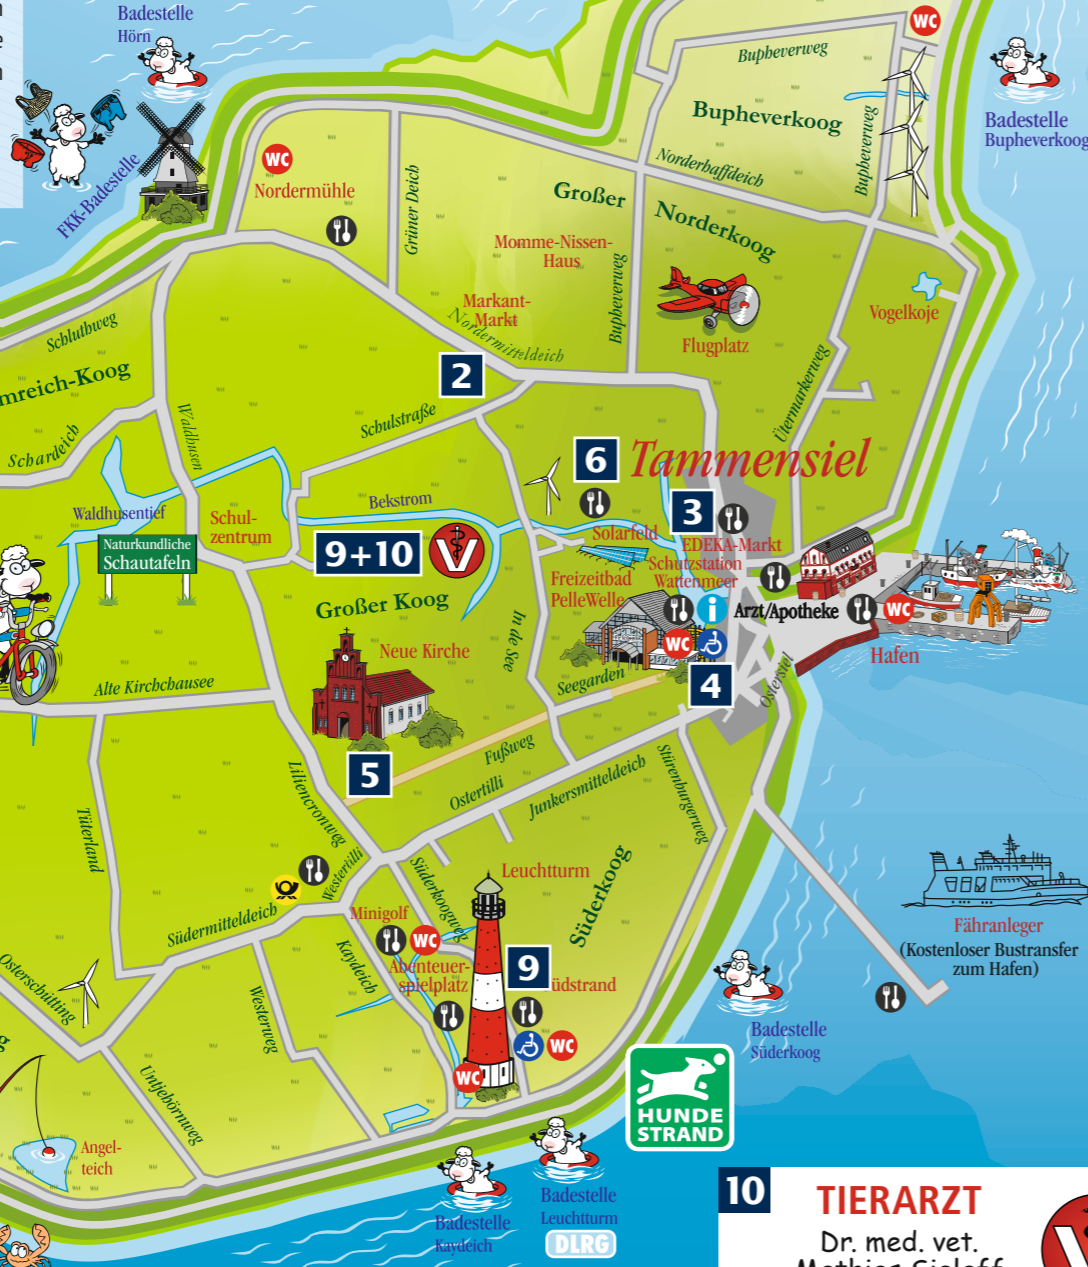 Badestelle
Hörn
WC
Bupheverweg
Badestelle
Bupheverkoog
Bupheverkoog
Bupheverweg
FKK-Badestelle
WC
Nordermühle
Grüner Deich
Norderhaffdeich
Großer
Norderkoog
Momme-Nissen-
Haus
Bupheverweg
Markant-
Markt
Nordermitteldeich
Flugplatz
Vogelkoje
Schluthweg
mreich-Koog
2
Schardeich
Waldhusen
Schulstraße
Ütermarkerweg
6
Tammensiel
Bekstrom
3
Waldhusentief
Schul-
zentrum
Naturkundliche
Schautafeln
9+10
V
Solarfeld
EDEKA-Markt
Schutzstation
Wattenmeer
Freizeitbad
PelleWelle
i
Arzt/Apotheke
WC
Großer Koog
In de See
WC
Hafen
Neue Kirche
Alte Kirchchausee
Seegarden
4
Ostersiel
5
Fußweg
Ostertilli
Junkersmitteldeich
Stürenburgerweg
Liliencronweg
Tüterland
Westertilli
Süderkoogweg
Leuchtturm
Süderkoog
Südermitteldeich
Minigolf
WC
Kaydeich
Abenteuer-
spielplatz
9
üdstrand
WC
WC
Fähranleger
(Kostenloser Bustransfer
zum Hafen)
Osterschütting
Westerweg
Badestelle
Süderkoog
Untjehörnweg
g
HUNDE
STRAND
Angel-
teich
Badestelle
Kaydeich
Badestelle
Leuchtturm
DLRG
10
TIERARZT
Dr. med. vet.